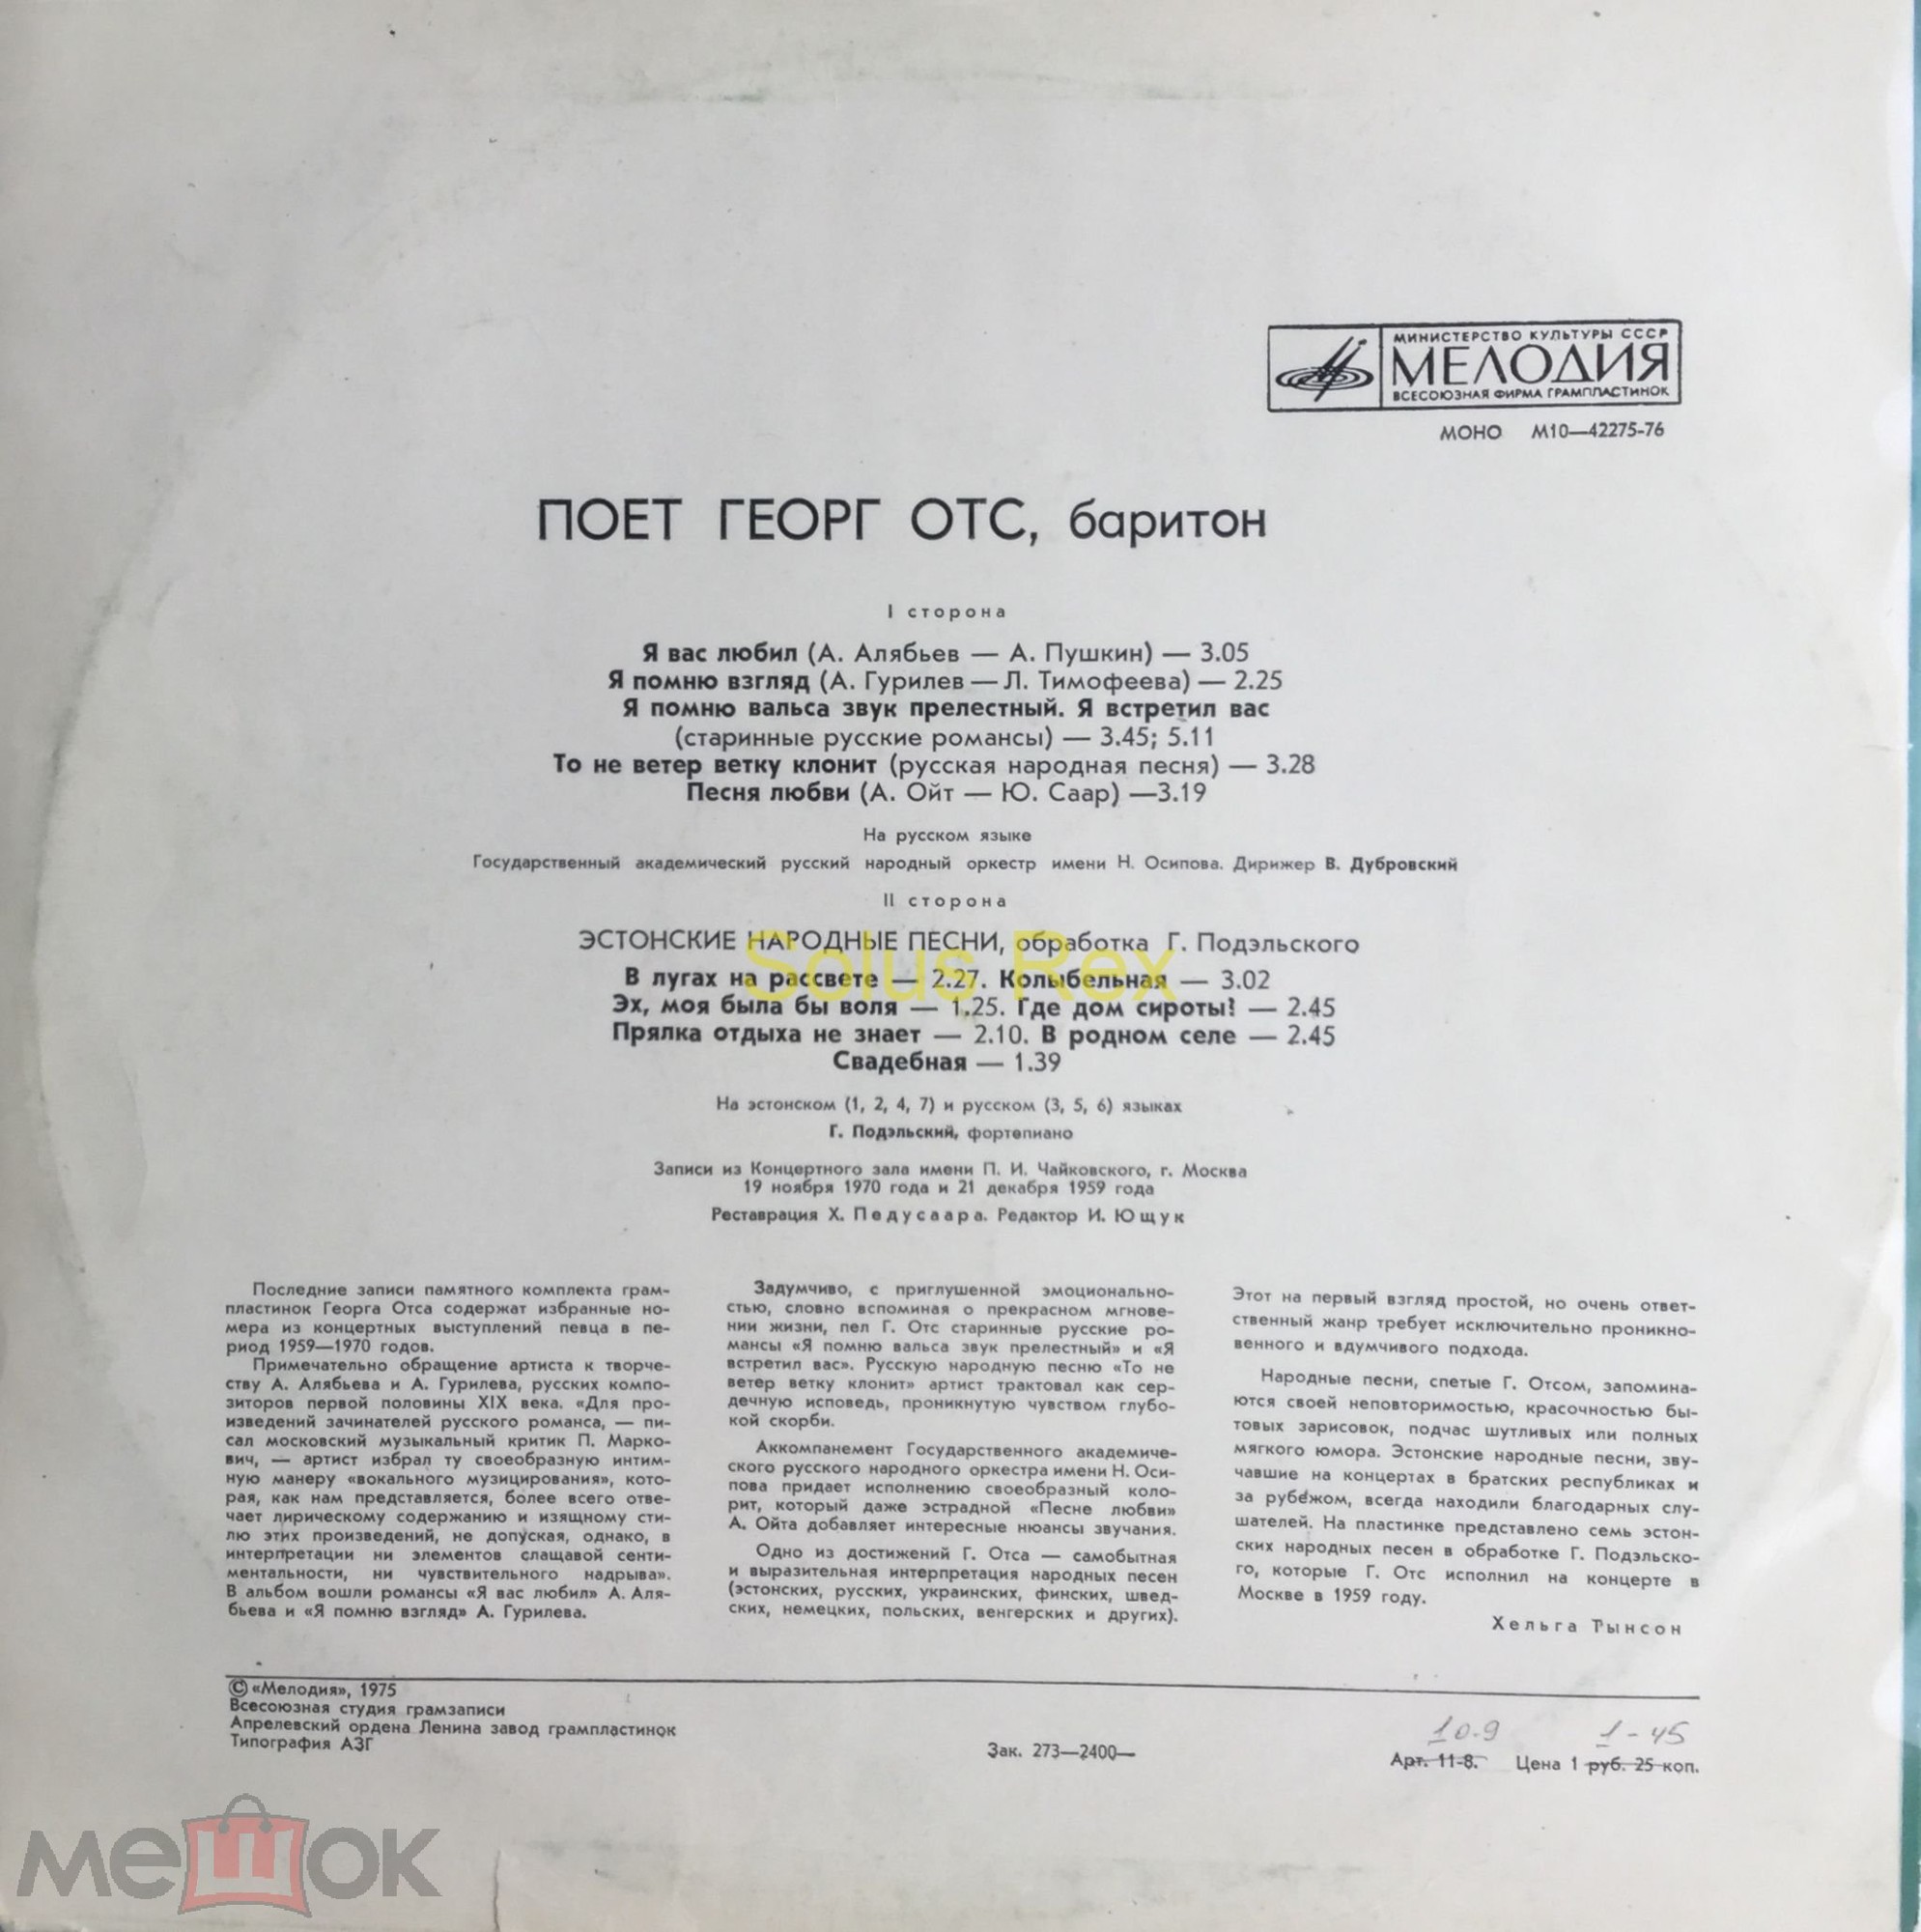 МИНИСТЕРСТВО КУЛЬТУРЫ СССР
МЕЛОДИЯ
ВСЕСОЮЗНАЯ ФИРМА ГРАМПЛАСТИНОК
МОНО М10—42275-76
ПОЕТ ГЕОРГ ОТС, баритон
I сторона
Я вас любил (А. Алябьев — А. Пушкин) — 3.05
Я помню взгляд (А. Гурилев — Л. Тимофеева) — 2.25
Я помню вальса звук прелестный. Я встретил вас
(старинные русские романсы) — 3.45; 5.11
То не ветер ветку клонит (русская народная песня) — 3.28
Песня любви (А. Ойт — Ю. Саар) —3.19
На русском языке
Государственный академический русский народный оркестр имени Н. Осипова. Дирижер В. Дубровский
II сторона
ЭСТОНСКИЕ НАРОДНЫЕ ПЕСНИ, обработка Г. Подэльского
Solus Rex
В лугах на рассвете — 2.27. Колыбельная — 3.02
Эх, моя была бы воля — 1.25. Где дом сироты? — 2.45
Прялка отдыха не знает — 2.10. В родном селе — 2.45
Свадебная — 1.39
На эстонском (1, 2, 4, 7) и русском (3, 5, 6) языках
Г. Подэльский, фортепиано
Записи из Концертного зала имени П. И. Чайковского, г. Москва
19 ноября 1970 года и 21 декабря 1959 года
Реставрация Х. Педусаара. Редактор И. Ющук
Последние записи памятного комплекта грам-
пластинок Георга Отса содержат избранные но-
мера из концертных выступлений певца в пе-
риод 1959—1970 годов.
Примечательно обращение артиста к творче-
ству А. Алябьева и А. Гурилева, русских компо-
зиторов первой половины XIX века. «Для про-
изведений зачинателей русского романса, — пи-
сал московский музыкальный критик П. Марко-
вич, — артист избрал ту своеобразную интим-
ную манеру «вокального музицирования», кото-
рая, как нам представляется, более всего отве-
чает лирическому содержанию и изящному сти-
лю этих произведений, не допуская, однако, в
интерпретации ни элементов слащавой сенти-
ментальности, ни чувствительного надрыва».
В альбом вошли романсы «Я вас любил» А. Аля-
бьева и «Я помню взгляд» А. Гурилева.
Задумчиво, с приглушенной эмоционально-
стью, словно вспоминая о прекрасном мгнове-
нии жизни, пел Г. Отс старинные русские ро-
мансы «Я помню вальса звук прелестный» и «Я
встретил вас». Русскую народную песню «То не
ветер ветку клонит» артист трактовал как сер-
дечную исповедь, проникнутую чувством глубо-
кой скорби.
Аккомпанемент Государственного академиче-
ского русского народного оркестра имени Н. Оси-
пова придает исполнению своеобразный коло-
рит, который даже эстрадной «Песне любви»
А. Ойта добавляет интересные нюансы звучания.
Одно из достижений Г. Отса — самобытная
и выразительная интерпретация народных песен
(эстонских, русских, украинских, финских, швед-
ских, немецких, польских, венгерских и других).
Этот на первый взгляд простой, но очень ответ-
ственный жанр требует исключительно проникно-
венного и вдумчивого подхода.
Народные песни, спетые Г. Отсом, запомина-
ются своей неповторимостью, красочностью бы-
товых зарисовок, подчас шутливых или полных
мягкого юмора. Эстонские народные песни, зву-
чавшие на концертах в братских республиках и
за рубежом, всегда находили благодарных слу-
шателей. На пластинке представлено семь эстон-
ских народных песен в обработке Г. Подэльско-
го, которые Г. Отс исполнил на концерте в
Москве в 1959 году.
Хельга Тынсон
© «Мелодия», 1975
Всесоюзная студия грамзаписи
Апрелевский ордена Ленина завод грампластинок
Типография АЗГ
Зак. 273—2400—
10.9 1-45
Арт. 11-8. Цена 1 руб. 25 коп.
мешок